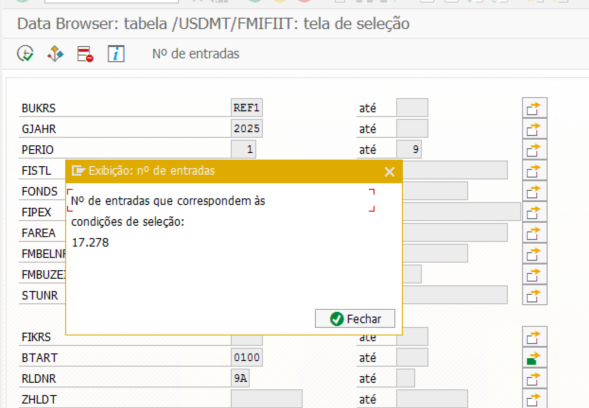 Data Browser: tabela /USDMT/FMIFIIT: tela de seleção
Nº de entradas
BUKRS REF1 até
GJAHR 2025 até
PERIO 1 até 9
FISTL
Exibição: nº de entradas
FONDS
Nº de entradas que correspondem às
FIPEX
condições de seleção:
FAREA
17.278
FMBELNR
FMBUZEI
STUNR
Fechar
FIKRS até
BTART 0100 até
RLDNR 9A até
ZHLDT até